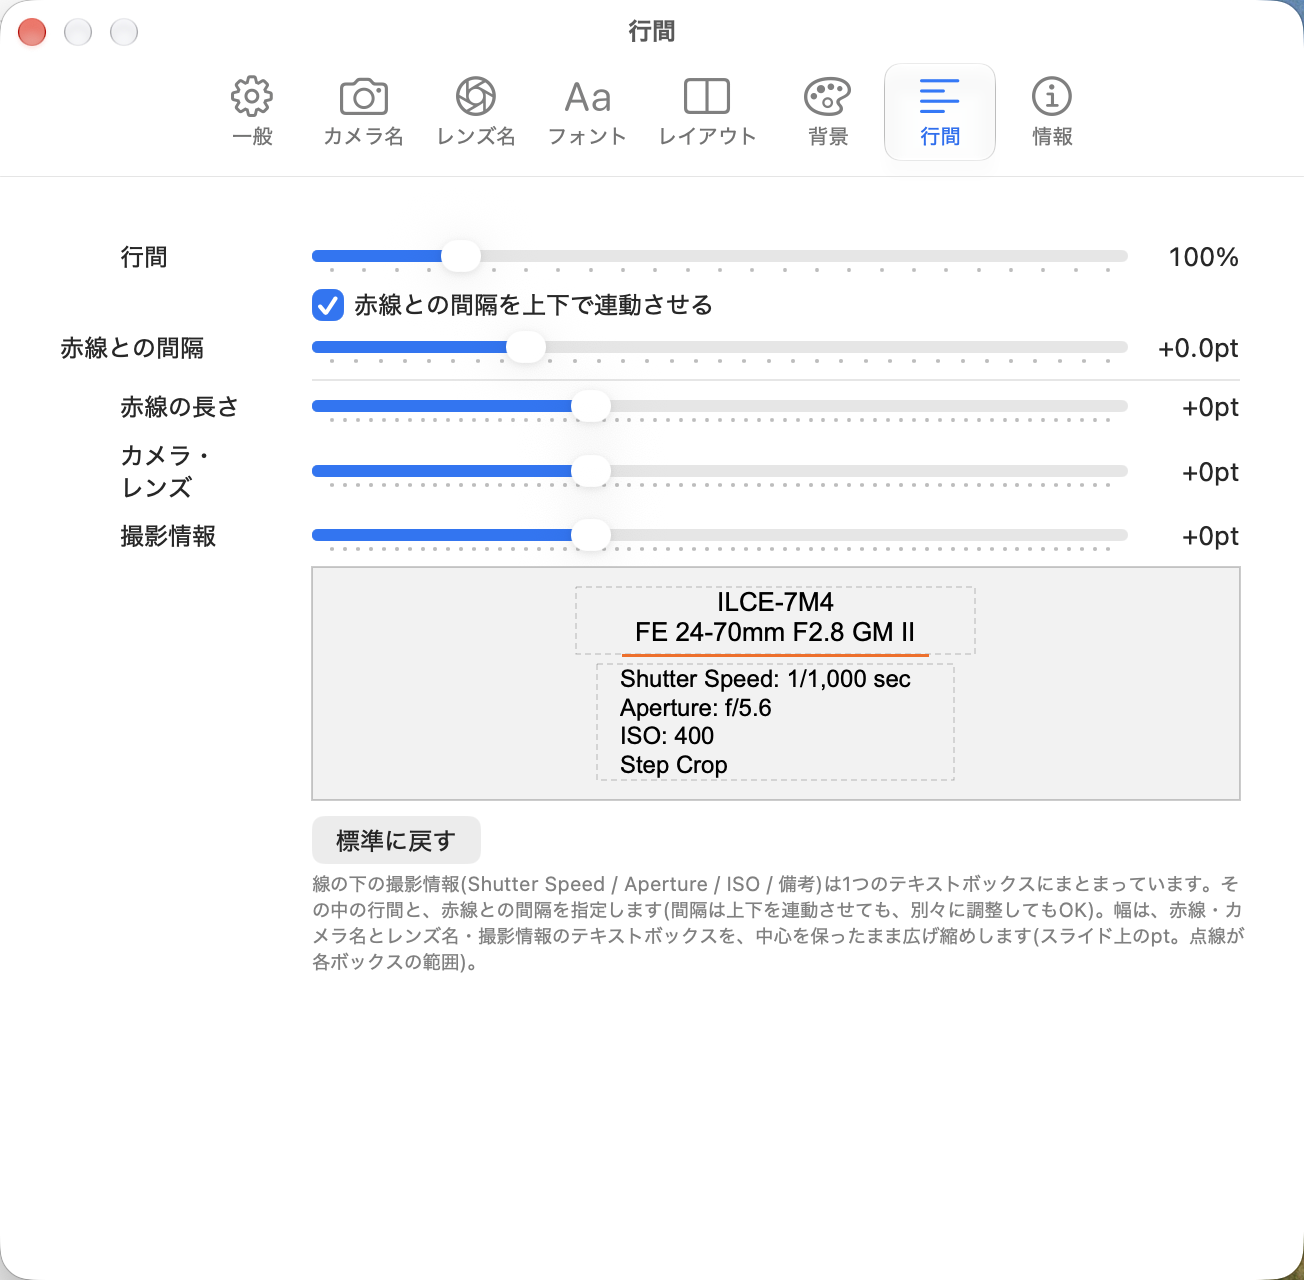 行間
一般
カメラ名
レンズ名
Aa
フォント
レイアウト
背景
行間
情報
行間
100%
赤線との間隔を上下で連動させる
赤線との間隔
+0.0pt
赤線の長さ
+0pt
カメラ・
レンズ
+0pt
撮影情報
+0pt
ILCE-7M4
FE 24-70mm F2.8 GM II
Shutter Speed: 1/1,000 sec
Aperture: f/5.6
ISO: 400
Step Crop
標準に戻す
線の下の撮影情報(Shutter Speed / Aperture / ISO / 備考)は1つのテキストボックスにまとまっています。そ
の中の行間と、赤線との間隔を指定します(間隔は上下を連動させても、別々に調整してもOK)。幅は、赤線・カ
メラ名とレンズ名・撮影情報のテキストボックスを、中心を保ったまま広げ縮めします(スライド上のpt。点線が
各ボックスの範囲)。